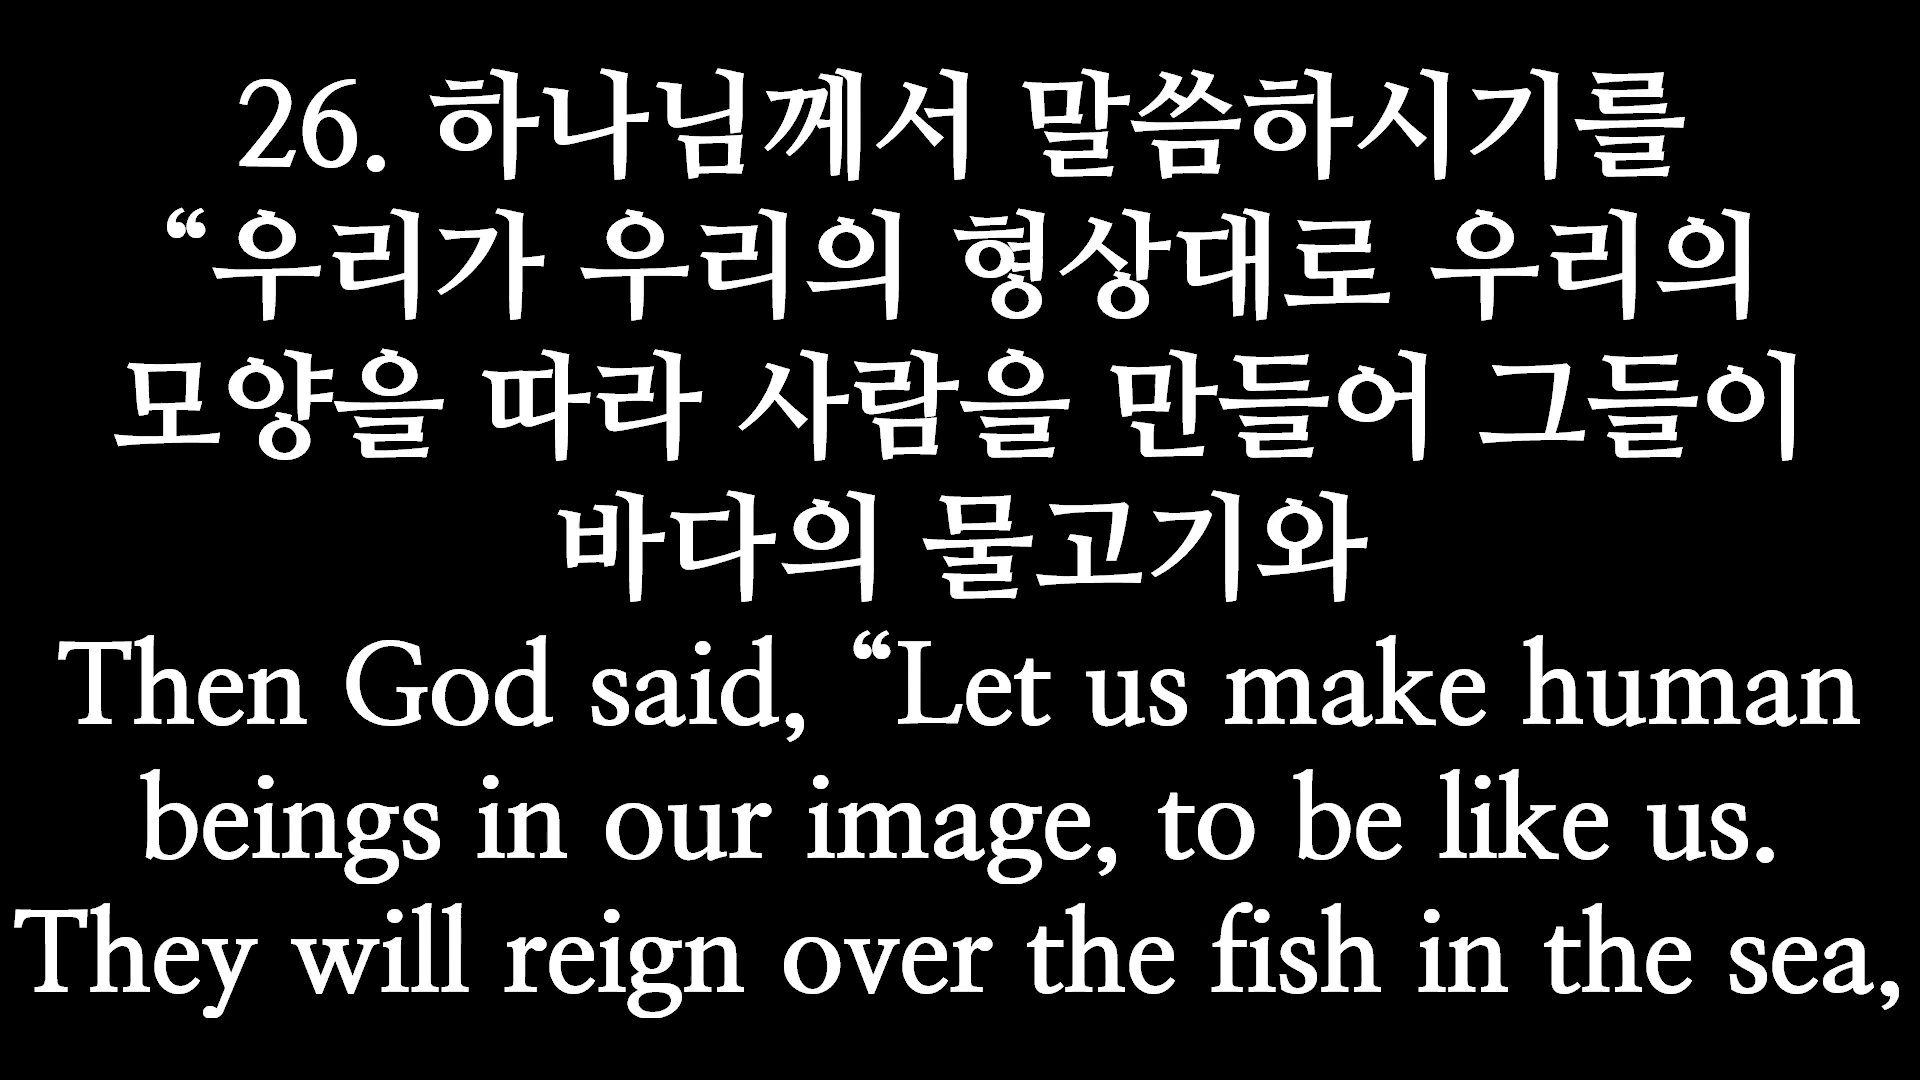 26. 하나님께서 말씀하시기를
“우리가 우리의 형상대로 우리의
모양을 따라 사람을 만들어 그들이
바다의 물고기와
Then God said, “Let us make human
beings in our image, to be like us.
They will reign over the fish in the sea,